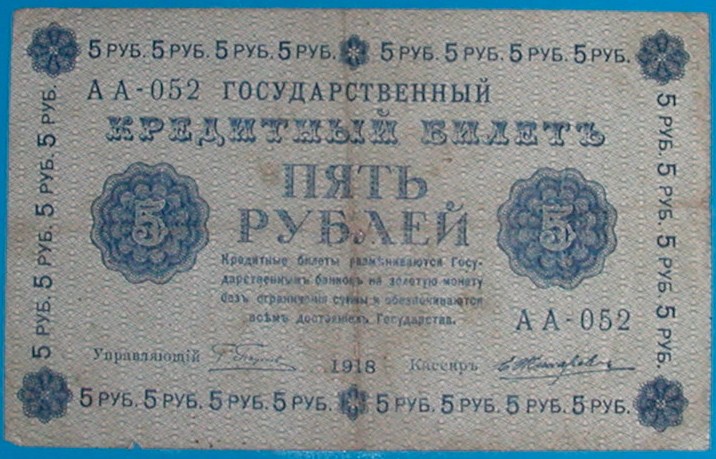 5 РУБ. 5 РУБ. 5 РУБ. 5 РУБ. 5 РУБ. 5 РУБ. 5 РУБ. 5 РУБ.
АА-052 ГОСУДАРСТВЕННЫЙ
КРЕДИТНЫЙ БИЛЕТЪ
ПЯТЬ
РУБЛЕЙ
5 5
Кредитные билеты размѣниваются Госу-
дарственнымъ банкомъ на золотую монету
безъ ограниченія суммы и обезпечиваются
всѣмъ достояніемъ Государства.
АА-052
Управляющій 1918 Кассиръ
5 РУБ. 5 РУБ. 5 РУБ. 5 РУБ. 5 РУБ. 5 РУБ. 5 РУБ. 5 РУБ.
5 РУБ. 5 РУБ. 5 РУБ. 5 РУБ.
5 РУБ. 5 РУБ. 5 РУБ. 5 РУБ.